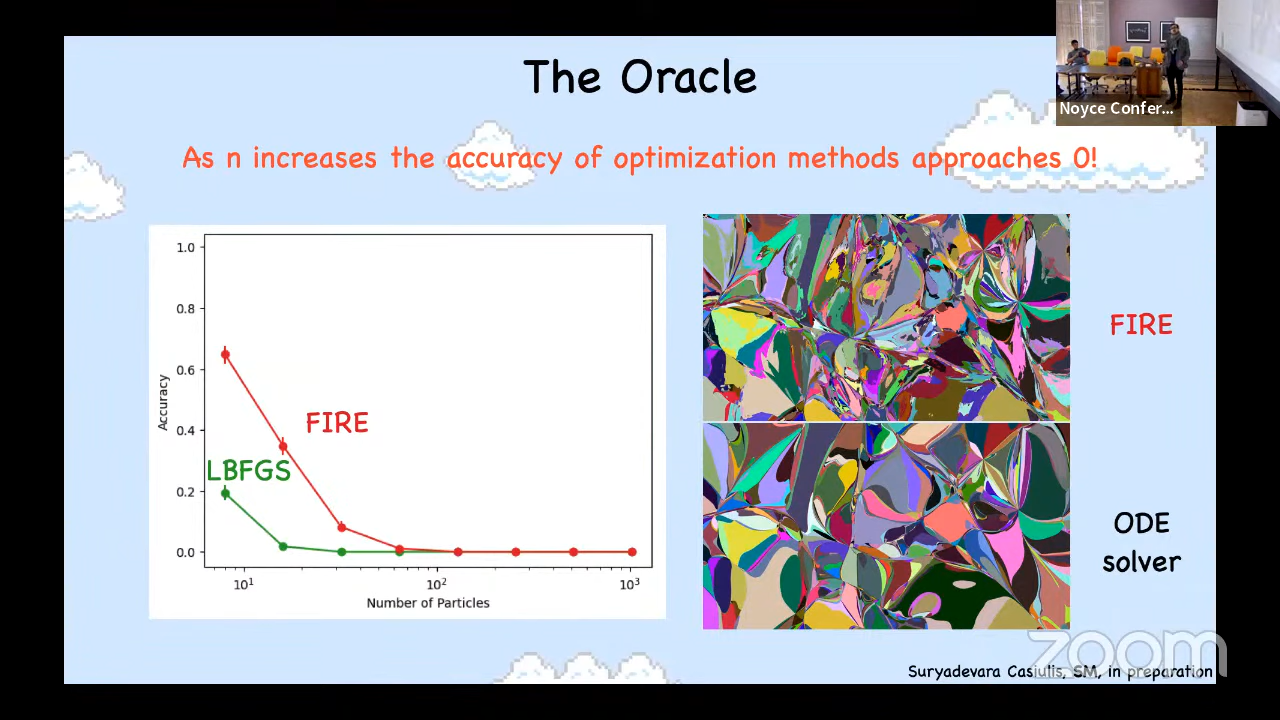 The Oracle
Noyce Confer...
As n increases the accuracy of optimization methods approaches 0!
1.0
0.8
0.6
0.4
0.2
0.0
Accuracy
FIRE
LBFGS
10¹
10²
10³
Number of Particles
FIRE
ODE
solver
zoom
Suryadevara Casiulis, SM, in preparation